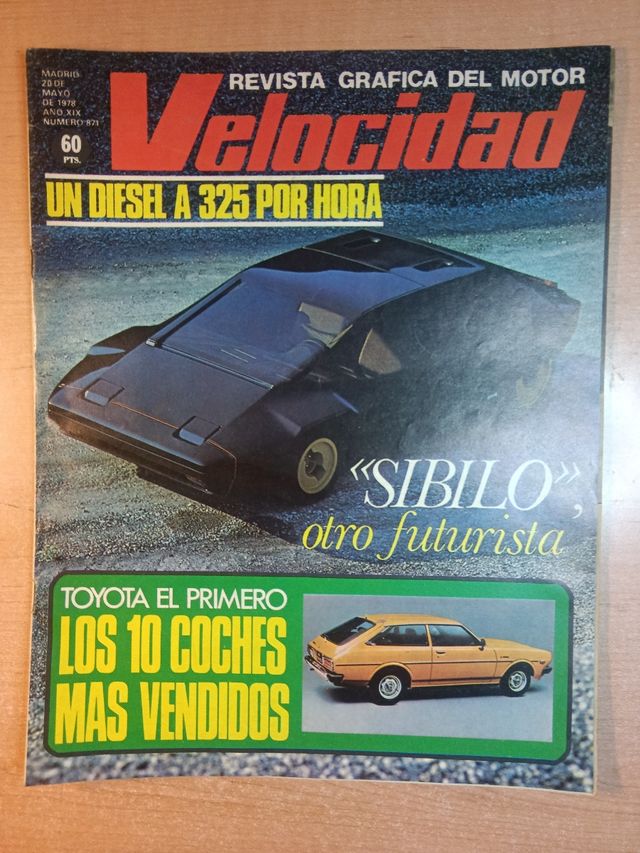 MADRID
20 DE
MAYO
DE 1978
AÑO XIX
NUMERO 871
60
PTS.
REVISTA GRAFICA DEL MOTOR
Velocidad
UN DIESEL A 325 POR HORA
«SIBILO»,
otro futurista
TOYOTA EL PRIMERO
LOS 10 COCHES
MAS VENDIDOS